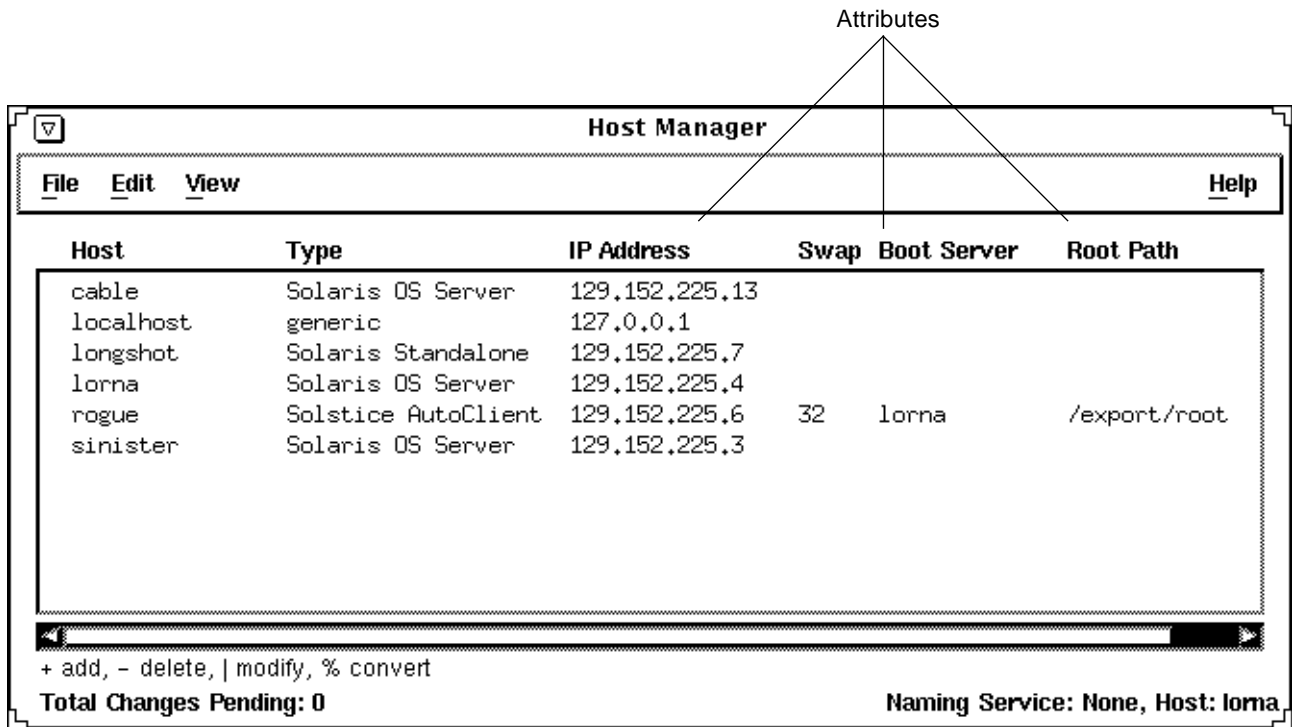 Attributes
Host Manager
File Edit View Help
Host Type IP Address Swap Boot Server Root Path
cable Solaris OS Server 129.152.225.13
localhost generic 127.0.0.1
longshot Solaris Standalone 129.152.225.7
lorna Solaris OS Server 129.152.225.4
rogue Solstice AutoClient 129.152.225.6 32 lorna /export/root
sinister Solaris OS Server 129.152.225.3
+ add, – delete, | modify, % convert
Total Changes Pending: 0 Naming Service: None, Host: lorna